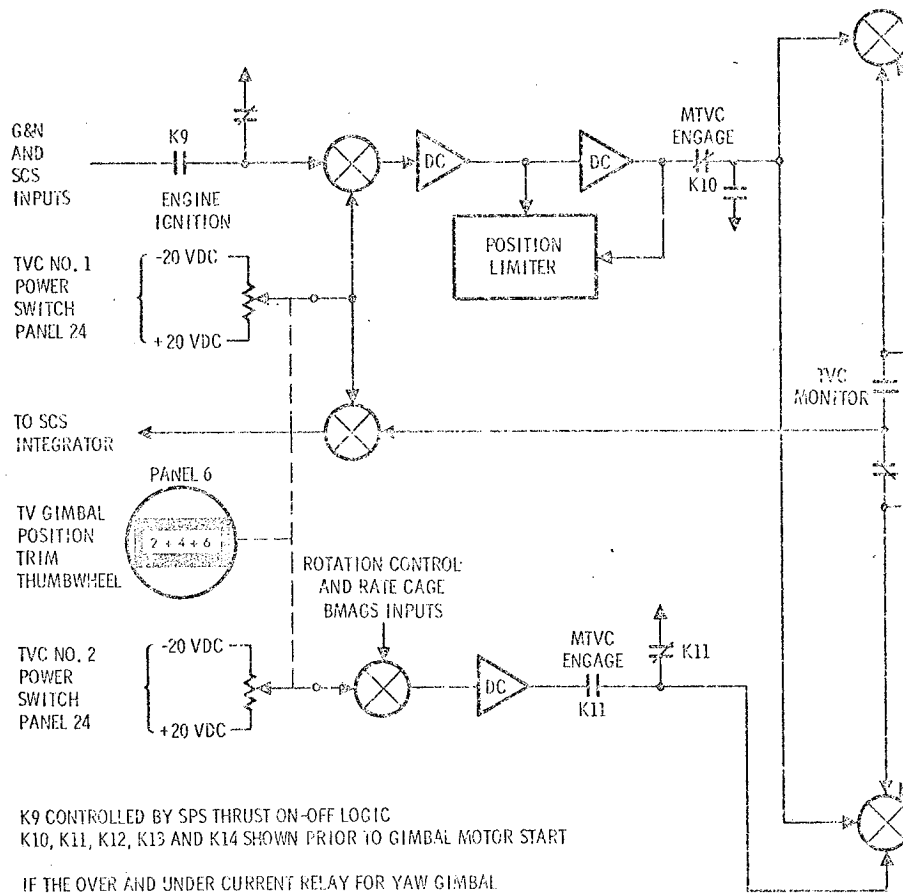 G&N
AND
SCS
INPUTS
K9
ENGINE
IGNITION
DC
DC
MTVC
ENGAGE
K10
POSITION
LIMITER
TVC NO. 1
POWER
SWITCH
PANEL 24
-20 VDC
+20 VDC
TVC
MONITOR
TO SCS
INTEGRATOR
PANEL 6
TV GIMBAL
POSITION
TRIM
THUMBWHEEL
2 + 4 + 6
ROTATION CONTROL
AND RATE CAGE
BMAGS INPUTS
TVC NO. 2
POWER
SWITCH
PANEL 24
-20 VDC
+20 VDC
DC
MTVC
ENGAGE
K11
K11
K9 CONTROLLED BY SPS THRUST ON-OFF LOGIC
K10, K11, K12, K13 AND K14 SHOWN PRIOR TO GIMBAL MOTOR START
IF THE OVER AND UNDER CURRENT RELAY FOR YAW GIMBAL